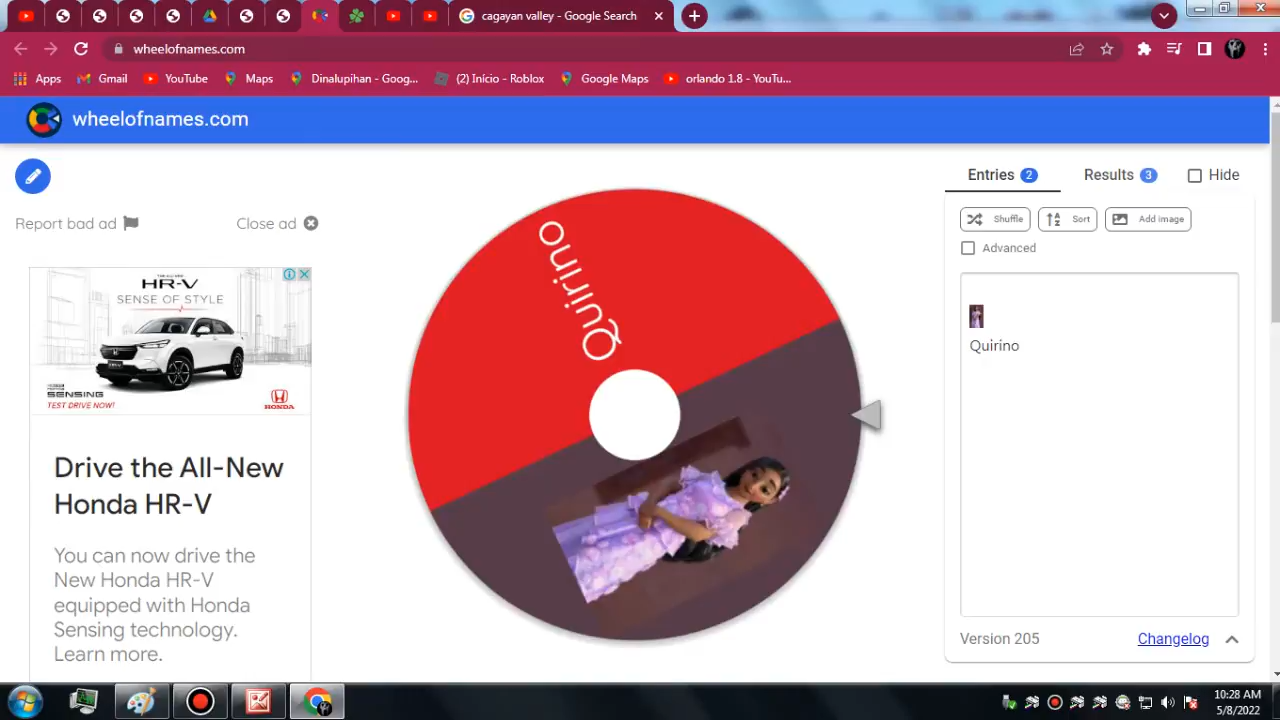 cagayan valley - Google Search
wheelofnames.com
Apps
Gmail
YouTube
Maps
Dinalupihan - Goog...
(2) Início - Roblox
Google Maps
orlando 1.8 - YouTu...
wheelofnames.com
Entries 2
Results 3
Hide
Report bad ad
Close ad
Shuffle
Sort
Add image
Advanced
HR-V
SENSE OF STYLE
SENSING
TEST DRIVE NOW!
HONDA
Quirino
Quirino
Drive the All-New
Honda HR-V
You can now drive the
New Honda HR-V
equipped with Honda
Sensing technology.
Learn more.
Version 205
Changelog
10:28 AM
5/8/2022